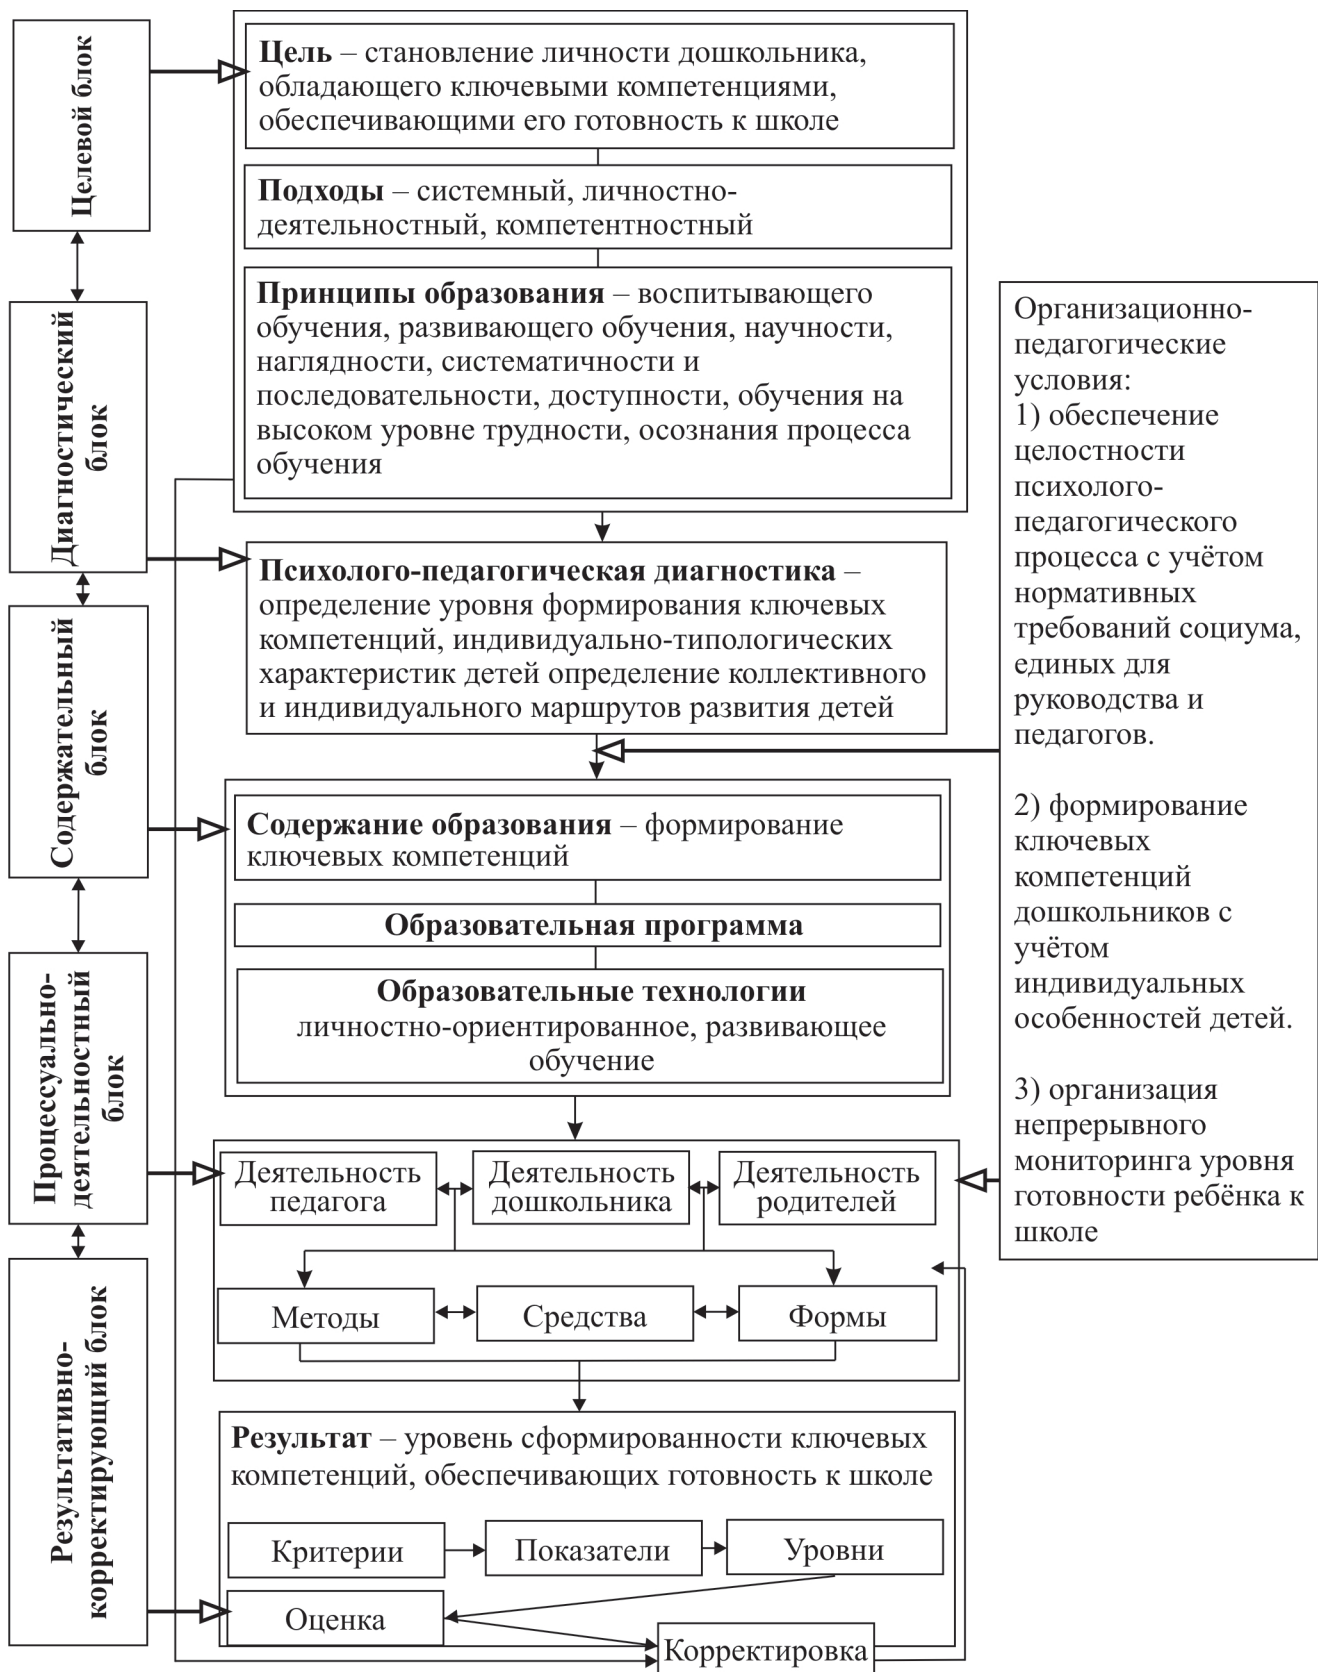 Целевой блок
Цель – становление личности дошкольника,
обладающего ключевыми компетенциями,
обеспечивающими его готовность к школе
Подходы – системный, личностно-
деятельностный, компетентностный
Принципы образования – воспитывающего
обучения, развивающего обучения, научности,
наглядности, систематичности и
последовательности, доступности, обучения на
высоком уровне трудности, осознания процесса
обучения
Диагностический
блок
Психолого-педагогическая диагностика –
определение уровня формирования ключевых
компетенций, индивидуально-типологических
характеристик детей определение коллективного
и индивидуального маршрутов развития детей
Организационно-
педагогические
условия:
1) обеспечение
целостности
психолого-
педагогического
процесса с учётом
нормативных
требований социума,
единых для
руководства и
педагогов.
2) формирование
ключевых
компетенций
дошкольников с
учётом
индивидуальных
особенностей детей.
3) организация
непрерывного
мониторинга уровня
готовности ребёнка к
школе
Содержательный
блок
Содержание образования – формирование
ключевых компетенций
Образовательная программа
Образовательные технологии
личностно-ориентированное, развивающее
обучение
Процессуально-
деятельностный
блок
Деятельность
педагога
Деятельность
дошкольника
Деятельность
родителей
Методы
Средства
Формы
Результативно-
корректирующий блок
Результат – уровень сформированности ключевых
компетенций, обеспечивающих готовность к школе
Критерии
Показатели
Уровни
Оценка
Корректировка